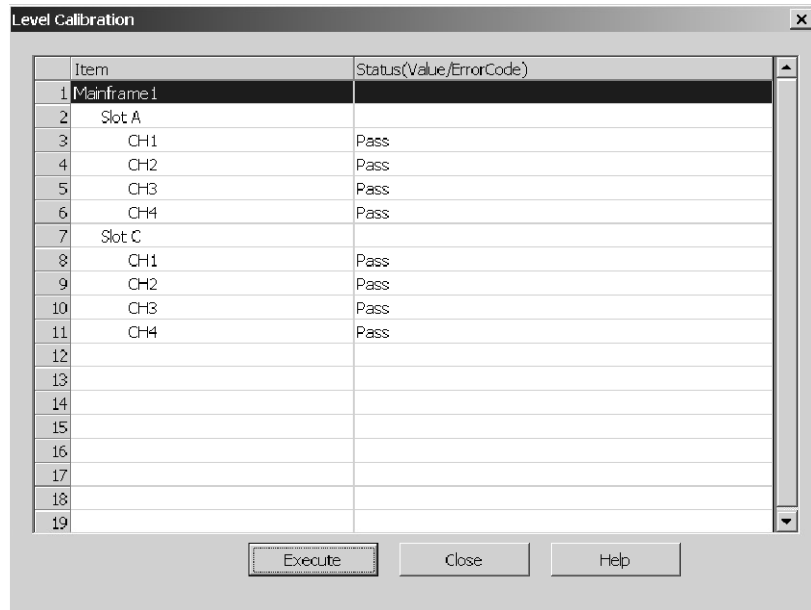 Level Calibration
Item Status(Value/ErrorCode)
1 Mainframe1
2 Slot A
3 CH1 Pass
4 CH2 Pass
5 CH3 Pass
6 CH4 Pass
7 Slot C
8 CH1 Pass
9 CH2 Pass
10 CH3 Pass
11 CH4 Pass
12
13
14
15
16
17
18
19
Execute Close Help